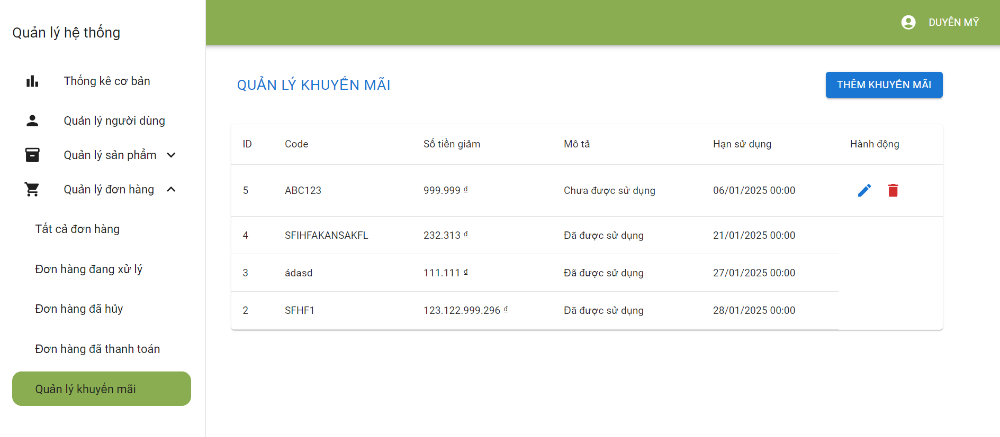 Quản lý hệ thống
Thống kê cơ bản
Quản lý người dùng
Quản lý sản phẩm
Quản lý đơn hàng
Tất cả đơn hàng
Đơn hàng đang xử lý
Đơn hàng đã hủy
Đơn hàng đã thanh toán
Quản lý khuyến mãi
DUYÊN MỸ
QUẢN LÝ KHUYẾN MÃI
THÊM KHUYẾN MÃI
ID Code Số tiền giảm Mô tả Hạn sử dụng Hành động
5 ABC123 999.999 ₫ Chưa được sử dụng 06/01/2025 00:00
4 SFIHFAKANSAKFL 232.313 ₫ Đã được sử dụng 21/01/2025 00:00
3 ádasd 111.111 ₫ Đã được sử dụng 27/01/2025 00:00
2 SFHF1 123.122.999.296 ₫ Đã được sử dụng 28/01/2025 00:00